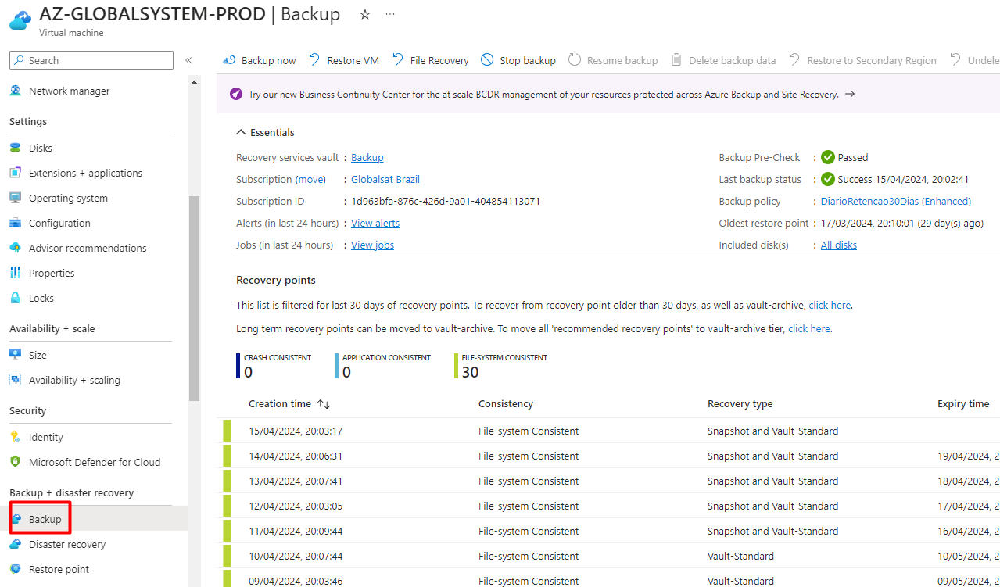 AZ-GLOBALSYSTEM-PROD | Backup
Virtual machine
Search
Network manager
Settings
Disks
Extensions + applications
Operating system
Configuration
Advisor recommendations
Properties
Locks
Availability + scale
Size
Availability + scaling
Security
Identity
Microsoft Defender for Cloud
Backup + disaster recovery
Backup
Disaster recovery
Restore point
Backup now Restore VM File Recovery Stop backup Resume backup Delete backup data Restore to Secondary Region Undele
Try our new Business Continuity Center for the at scale BCDR management of your resources protected across Azure Backup and Site Recovery. →
Essentials
Recovery services vault : Backup
Subscription (move) : Globalsat Brazil
Subscription ID : 1d963bfa-876c-426d-9a01-404854113071
Alerts (in last 24 hours) : View alerts
Jobs (in last 24 hours) : View jobs
Backup Pre-Check : Passed
Last backup status : Success 15/04/2024, 20:02:41
Backup policy : DiarioRetencao30Dias (Enhanced)
Oldest restore point : 17/03/2024, 20:10:01 (29 day(s) ago)
Included disk(s) : All disks
Recovery points
This list is filtered for last 30 days of recovery points. To recover from recovery point older than 30 days, as well as vault-archive, click here.
Long term recovery points can be moved to vault-archive. To move all 'recommended recovery points' to vault-archive tier, click here.
CRASH CONSISTENT
0
APPLICATION CONSISTENT
0
FILE-SYSTEM CONSISTENT
30
Creation time ↑↓ Consistency Recovery type Expiry time
15/04/2024, 20:03:17 File-system Consistent Snapshot and Vault-Standard
14/04/2024, 20:06:31 File-system Consistent Snapshot and Vault-Standard 19/04/2024, 2
13/04/2024, 20:07:41 File-system Consistent Snapshot and Vault-Standard 18/04/2024, 2
12/04/2024, 20:03:05 File-system Consistent Snapshot and Vault-Standard 17/04/2024, 2
11/04/2024, 20:09:44 File-system Consistent Snapshot and Vault-Standard 16/04/2024, 2
10/04/2024, 20:07:44 File-system Consistent Vault-Standard 10/05/2024, 2
09/04/2024, 20:03:46 File-system Consistent Vault-Standard 09/05/2024, 2